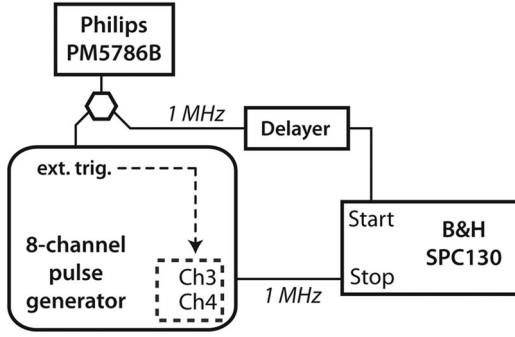 Philips
PM5786B
1 MHz
Delayer
ext. trig.
8-channel
pulse
generator
Ch3
Ch4
1 MHz
Start
Stop
B&H
SPC130